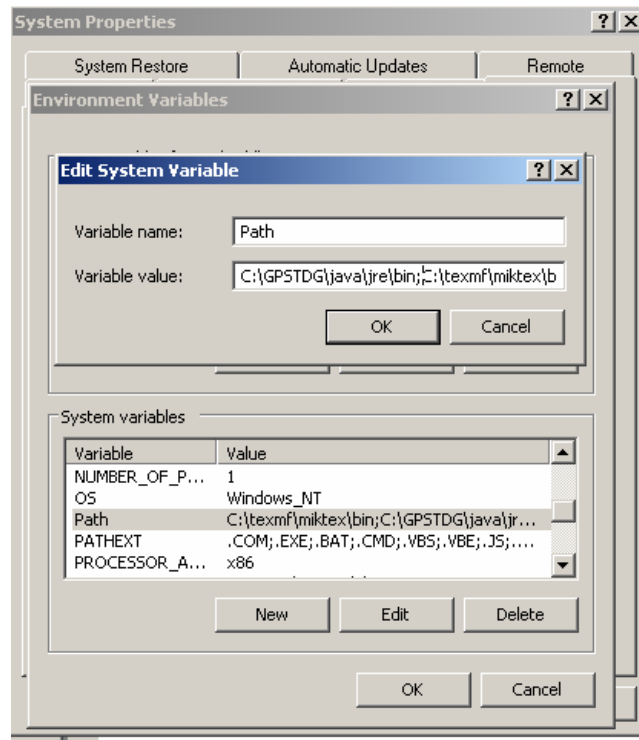 System Properties
System Restore Automatic Updates Remote
Environment Variables
Edit System Variable
Variable name: Path
Variable value: C:\GPSTDG\java\jre\bin;C:\texmf\miktex\b
OK Cancel
System variables
Variable Value
NUMBER_OF_P... 1
OS Windows_NT
Path C:\texmf\miktex\bin;C:\GPSTDG\java\jr...
PATHEXT .COM;.EXE;.BAT;.CMD;.VBS;.VBE;.JS;....
PROCESSOR_A... x86
New Edit Delete
OK Cancel